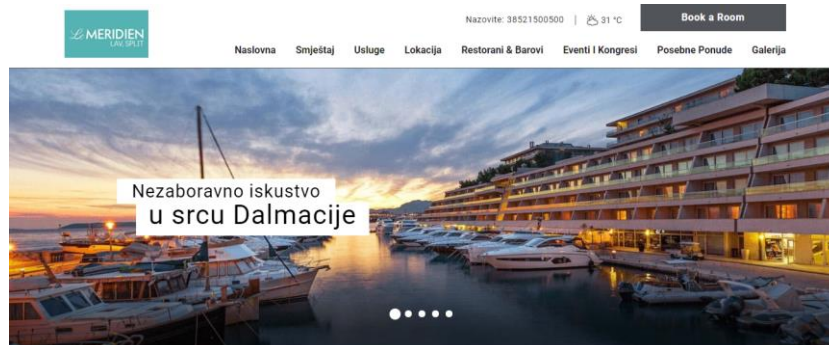 Le MERIDIEN
LAV, SPLIT
Nazovite: 38521500500 | 31 °C
Book a Room
Naslovna Smještaj Usluge Lokacija Restorani & Barovi Eventi I Kongresi Posebne Ponude Galerija
Nezaboravno iskustvo
u srcu Dalmacije